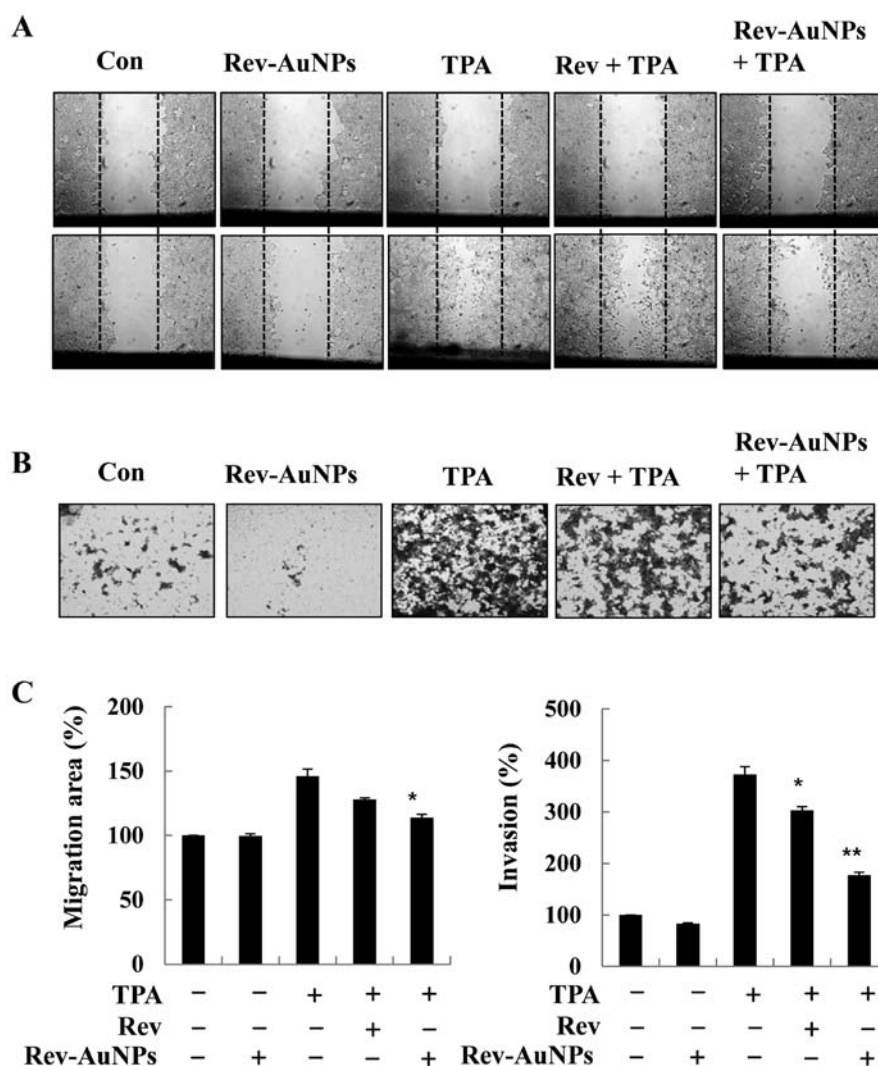 A
Con Rev-AuNPs TPA Rev + TPA Rev-AuNPs
+ TPA
B
Con Rev-AuNPs TPA Rev + TPA Rev-AuNPs
+ TPA
C
Migration area (%)
200
150
100
50
0
*
TPA − − + + +
Rev − − − + −
Rev-AuNPs − + − − +
Invasion (%)
500
400
300
200
100
0
*
**
TPA − − + + +
Rev − − − + −
Rev-AuNPs − + − − +